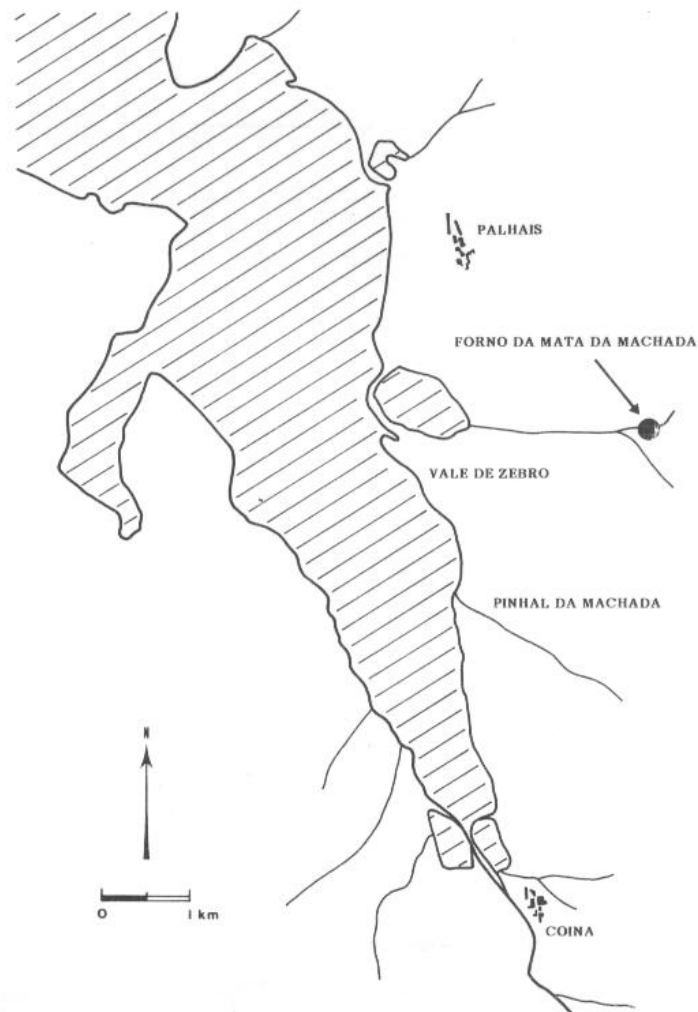 PALHAIS
FORNO DA MATA DA MACHADA
VALE DE ZEBRO
PINHAL DA MACHADA
N
0 1 km
COINA